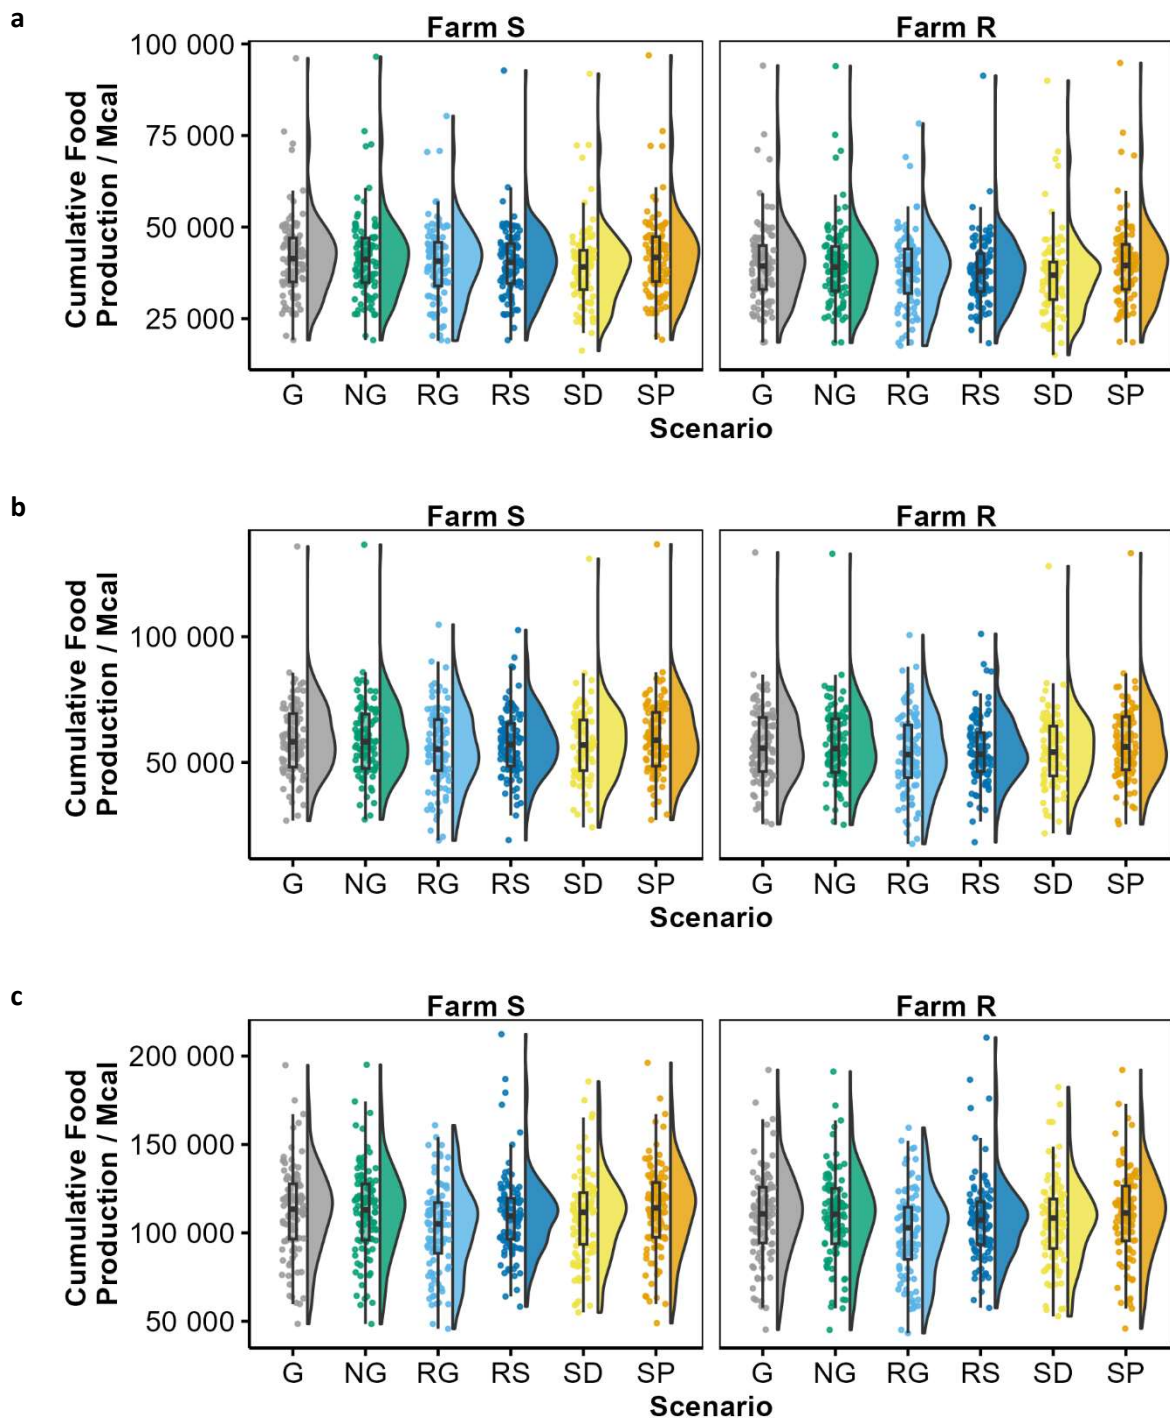 a
Farm S Farm R
Cumulative Food
Production / Mcal
100 000
75 000
50 000
25 000
G NG RG RS SD SP G NG RG RS SD SP
Scenario Scenario
b
Farm S Farm R
Cumulative Food
Production / Mcal
100 000
50 000
G NG RG RS SD SP G NG RG RS SD SP
Scenario Scenario
c
Farm S Farm R
Cumulative Food
Production / Mcal
200 000
150 000
100 000
50 000
G NG RG RS SD SP G NG RG RS SD SP
Scenario Scenario